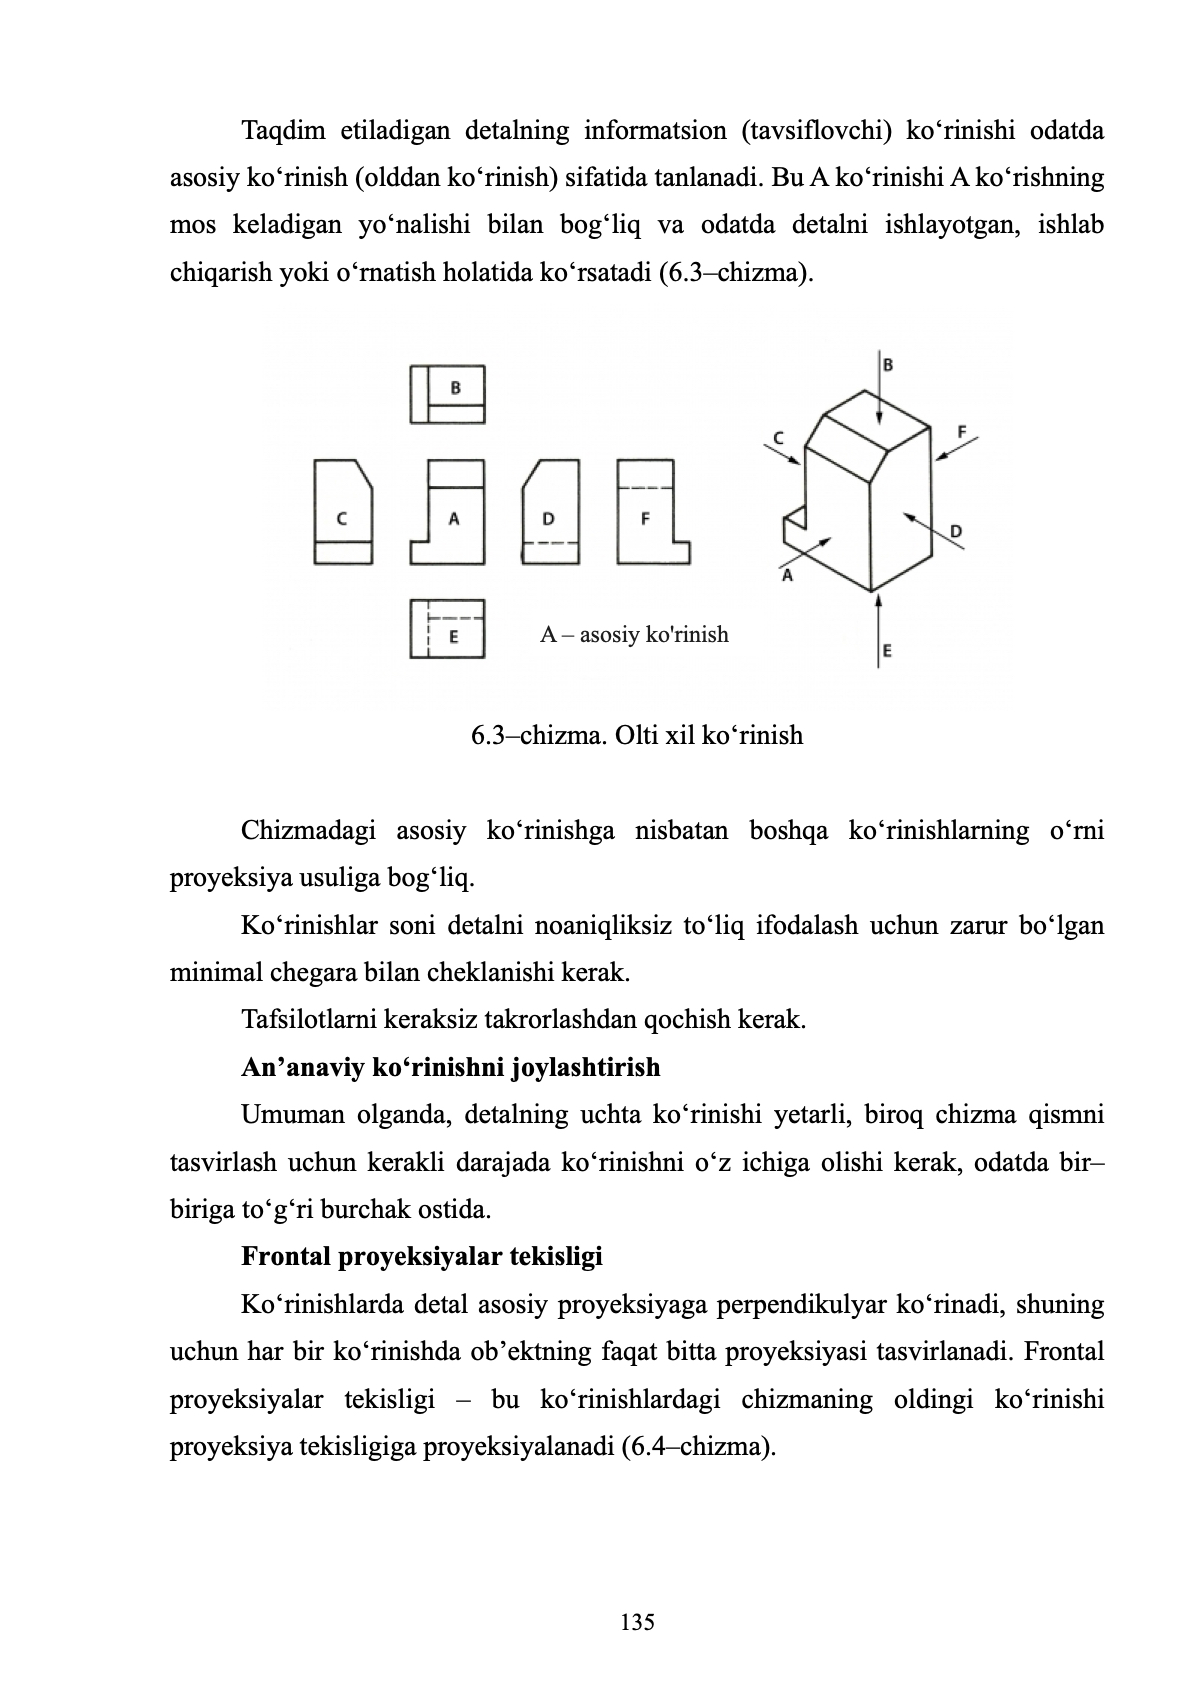 Taqdim etiladigan detalning informatsion (tavsiflovchi) ko‘rinishi odatda
asosiy ko‘rinish (olddan ko‘rinish) sifatida tanlanadi. Bu A ko‘rinishi A ko‘rishning
mos keladigan yo‘nalishi bilan bog‘liq va odatda detalni ishlayotgan, ishlab
chiqarish yoki o‘rnatish holatida ko‘rsatadi (6.3–chizma).
B
C
A
D
F
E
A – asosiy ko'rinish
B
C
F
D
A
E
6.3–chizma. Olti xil ko‘rinish
Chizmadagi asosiy ko‘rinishga nisbatan boshqa ko‘rinishlarning o‘rni
proyeksiya usuliga bog‘liq.
Ko‘rinishlar soni detalni noaniqliksiz to‘liq ifodalash uchun zarur bo‘lgan
minimal chegara bilan cheklanishi kerak.
Tafsilotlarni keraksiz takrorlashdan qochish kerak.
An’anaviy ko‘rinishni joylashtirish
Umuman olganda, detalning uchta ko‘rinishi yetarli, biroq chizma qismni
tasvirlash uchun kerakli darajada ko‘rinishni o‘z ichiga olishi kerak, odatda bir–
biriga to‘g‘ri burchak ostida.
Frontal proyeksiyalar tekisligi
Ko‘rinishlarda detal asosiy proyeksiyaga perpendikulyar ko‘rinadi, shuning
uchun har bir ko‘rinishda ob’ektning faqat bitta proyeksiyasi tasvirlanadi. Frontal
proyeksiyalar tekisligi – bu ko‘rinishlardagi chizmaning oldingi ko‘rinishi
proyeksiya tekisligiga proyeksiyalanadi (6.4–chizma).
135